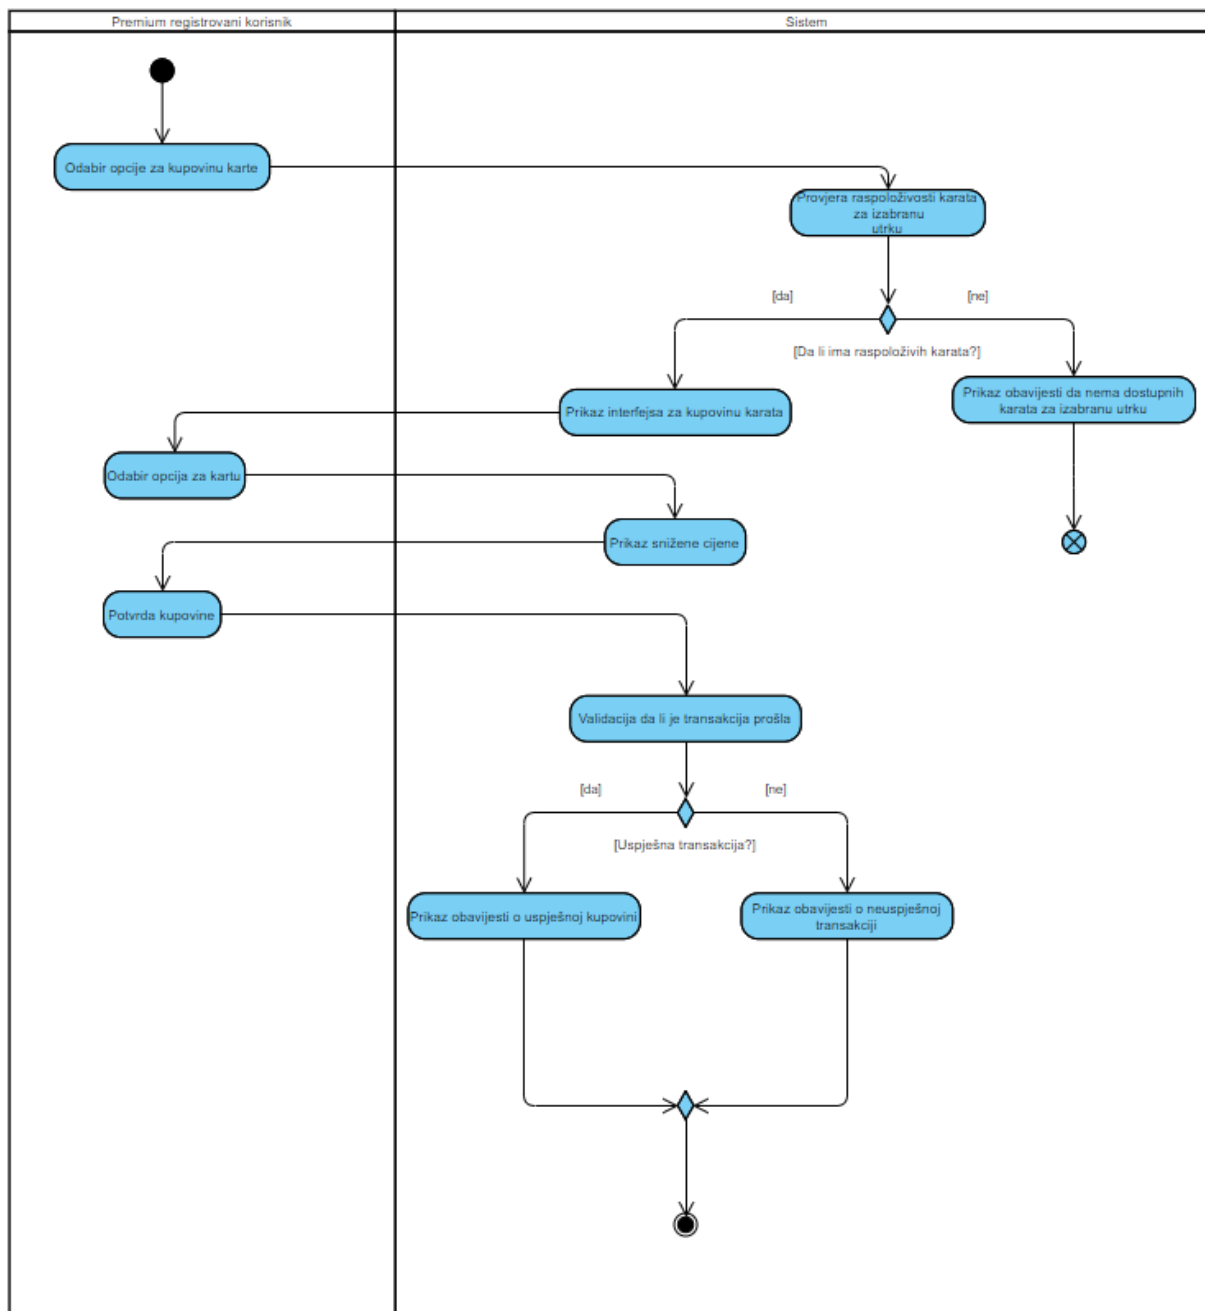 Premium registrovani korisnik
Sistem
Odabir opcije za kupovinu karte
Provjera raspoloživosti karata
za izabranu
utrku
[da]
[ne]
[Da li ima raspoloživih karata?]
Prikaz interfejsa za kupovinu karata
Prikaz obavijesti da nema dostupnih
karata za izabranu utrku
Odabir opcija za kartu
Prikaz snižene cijene
Potvrda kupovine
Validacija da li je transakcija prošla
[da]
[ne]
[Uspješna transakcija?]
Prikaz obavijesti o uspješnoj kupovini
Prikaz obavijesti o neuspješnoj
transakciji